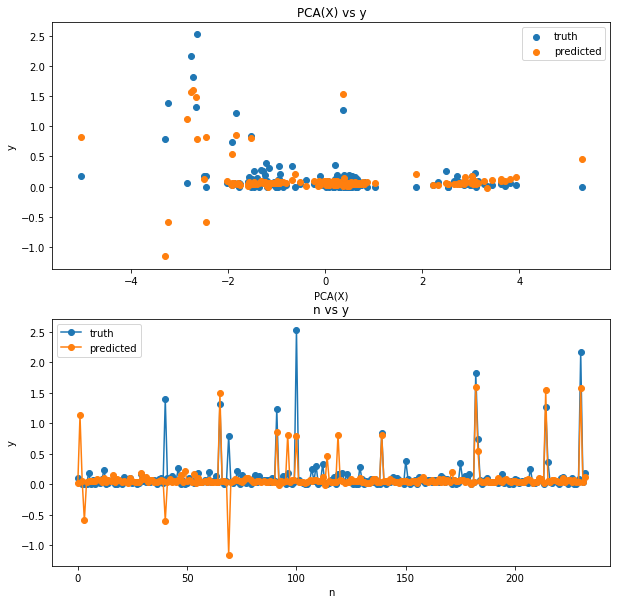 PCA(X) vs y
truth
predicted
2.5
2.0
1.5
1.0
0.5
0.0
−0.5
−1.0
y
−4 −2 0 2 4
PCA(X)
n vs y
truth
predicted
2.5
2.0
1.5
1.0
0.5
0.0
−0.5
−1.0
y
0 50 100 150 200
n